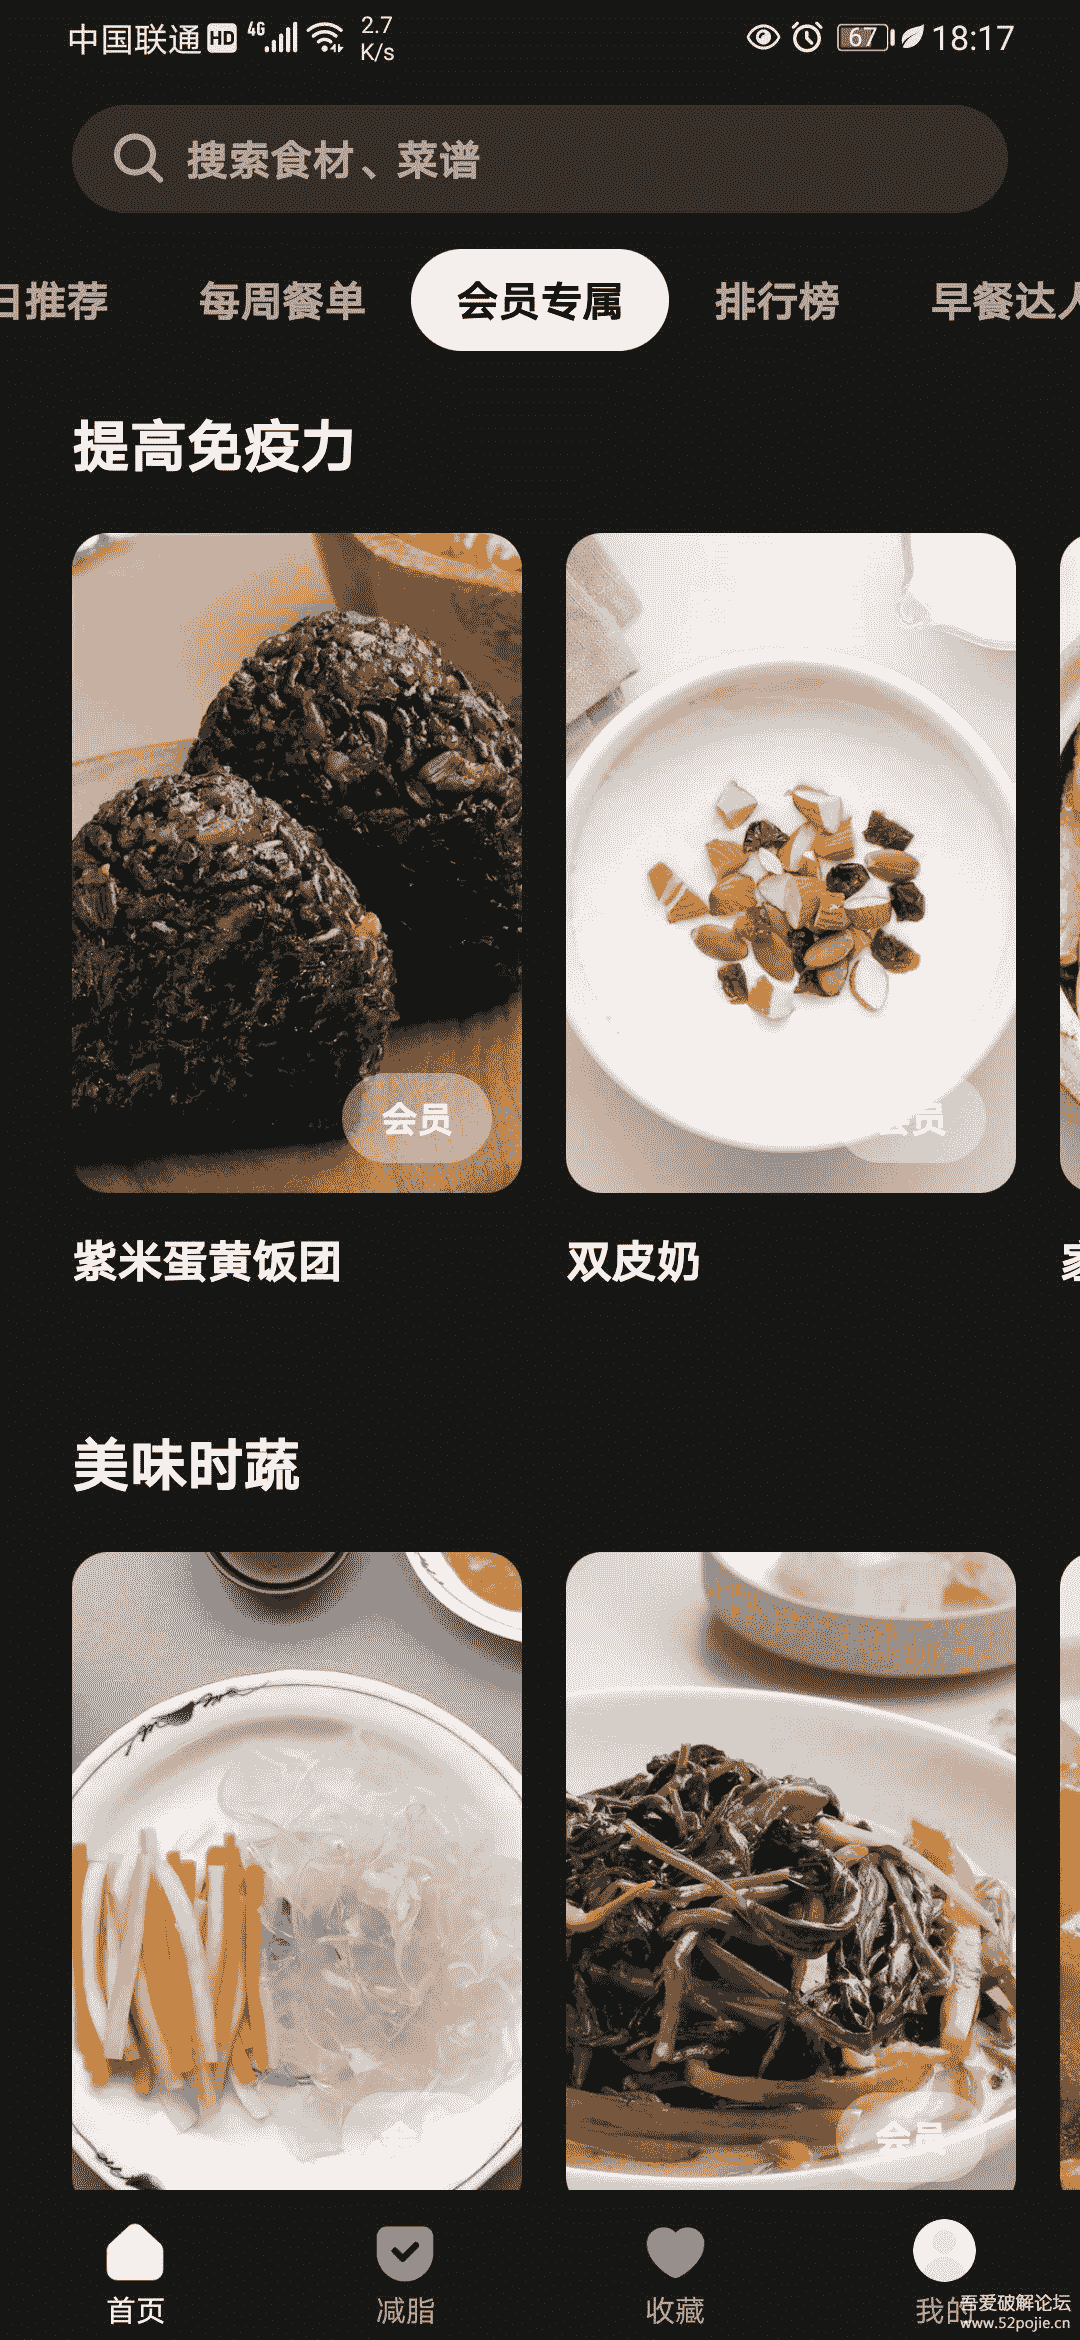 中国联通 HD 4G 2.7 K/s 67 18:17
搜索食材、菜谱
日推荐 每周餐单 会员专属 排行榜 早餐达人
提高免疫力
会员 会员
紫米蛋黄饭团 双皮奶
美味时蔬
会员
首页 减脂 收藏 我的
吾爱破解论坛
www.52pojie.cn